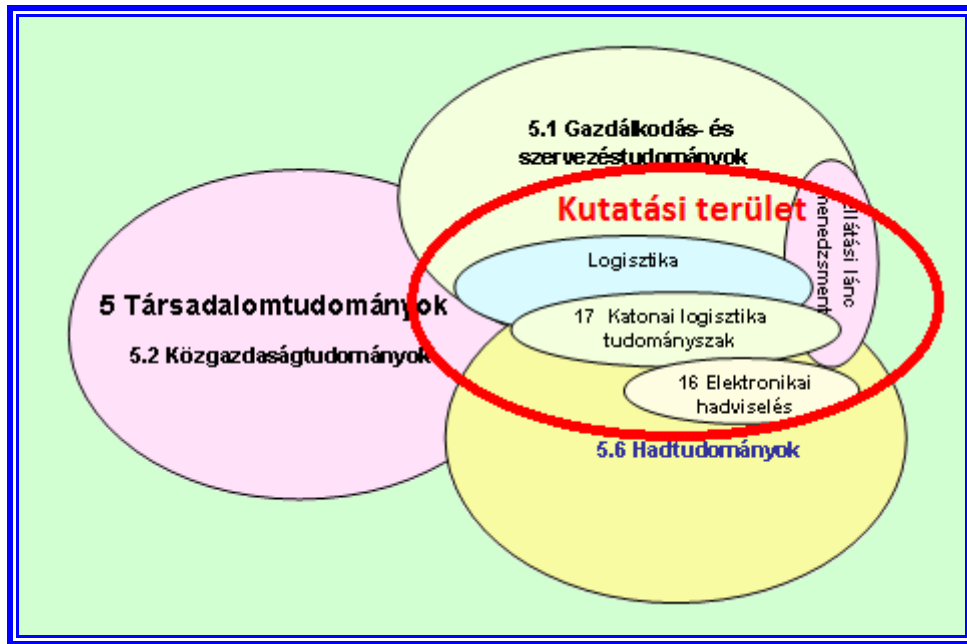 5.1 Gazdálkodás- és
szervezéstudományok
Kutatási terület
ellátási lánc
menedzsment
Logisztika
5 Társadalomtudományok
5.2 Közgazdaságtudományok
17 Katonai logisztika
tudományszak
16 Elektronikai
hadviselés
5.6 Hadtudományok